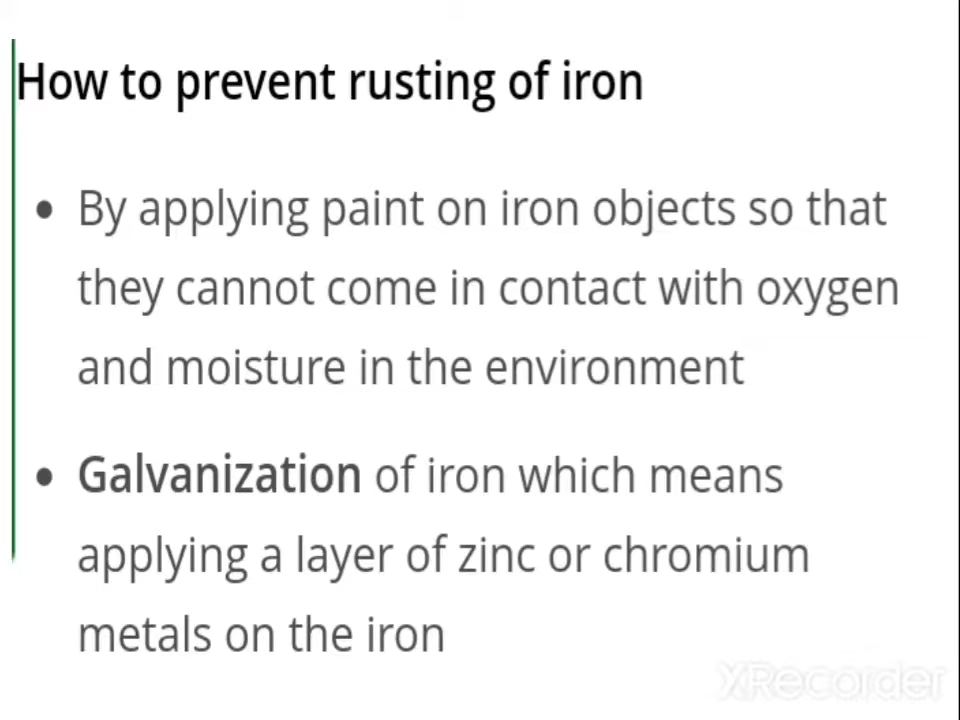 How to prevent rusting of iron
• By applying paint on iron objects so that
they cannot come in contact with oxygen
and moisture in the environment
• Galvanization of iron which means
applying a layer of zinc or chromium
metals on the iron
XRecorder